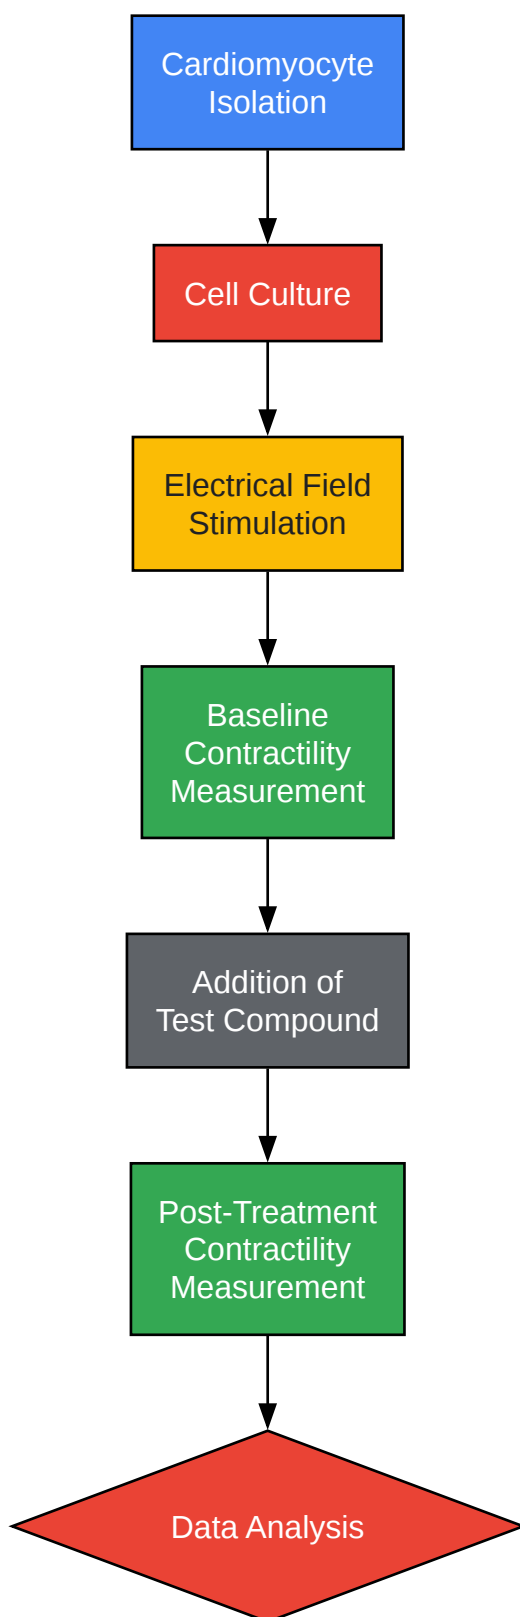 Cardiomyocyte
Isolation
Cell Culture
Electrical Field
Stimulation
Baseline
Contractility
Measurement
Addition of
Test Compound
Post-Treatment
Contractility
Measurement
Data Analysis